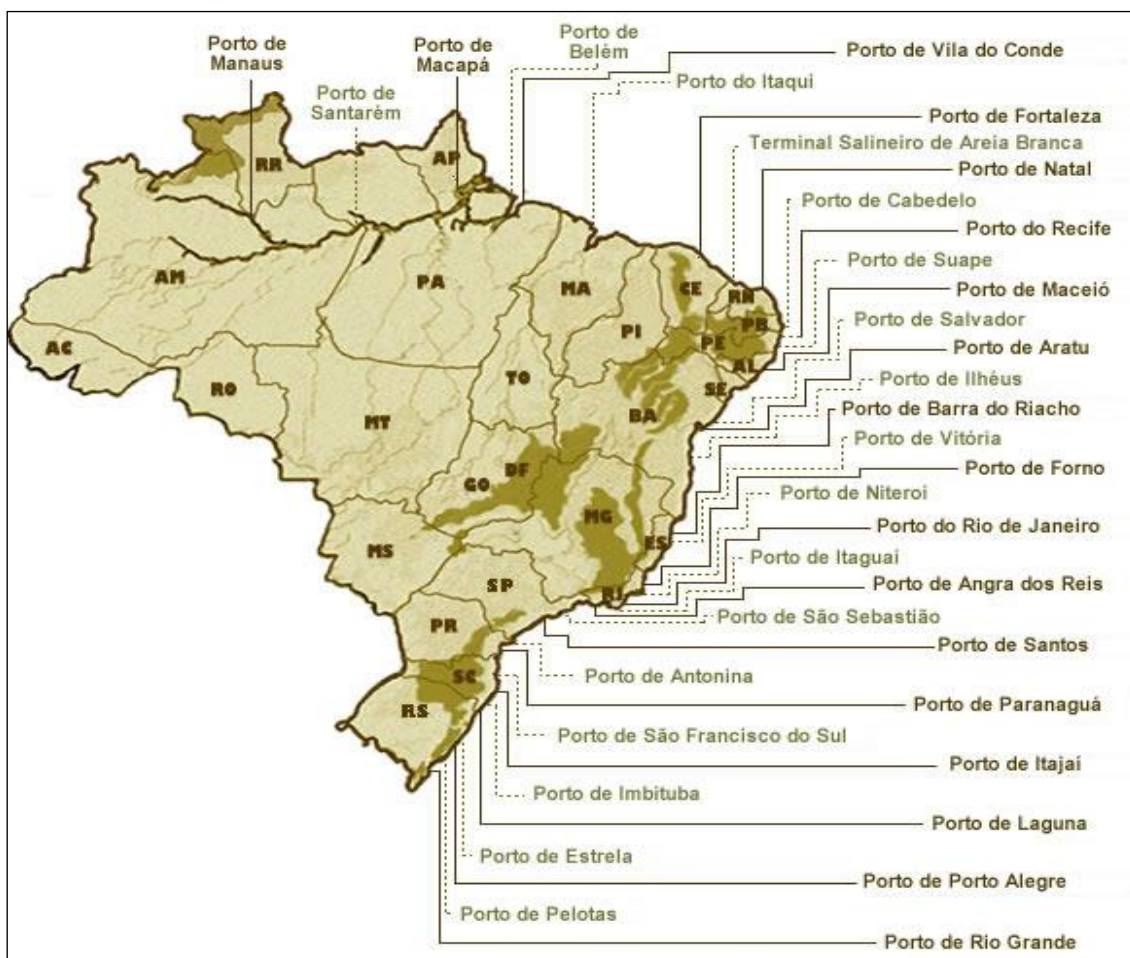 Porto de
Manaus
Porto de
Santarém
Porto de
Macapá
Porto de
Belém
Porto de Vila do Conde
Porto do Itaqui
Porto de Fortaleza
Terminal Salineiro de Areia Branca
Porto de Natal
Porto de Cabedelo
Porto do Recife
Porto de Suape
Porto de Maceió
Porto de Salvador
Porto de Aratu
Porto de Ilhéus
Porto de Barra do Riacho
Porto de Vitória
Porto de Forno
Porto de Niteroi
Porto do Rio de Janeiro
Porto de Itaguai
Porto de Angra dos Reis
Porto de São Sebastião
Porto de Santos
Porto de Antonina
Porto de Paranaguá
Porto de São Francisco do Sul
Porto de Itajaí
Porto de Imbituba
Porto de Laguna
Porto de Estrela
Porto de Porto Alegre
Porto de Pelotas
Porto de Rio Grande
RR
AP
AM
PA
MA
CE
RN
PB
PI
PE
AL
SE
AC
RO
TO
BA
MT
DF
GO
MG
ES
MS
SP
RJ
PR
SC
RS